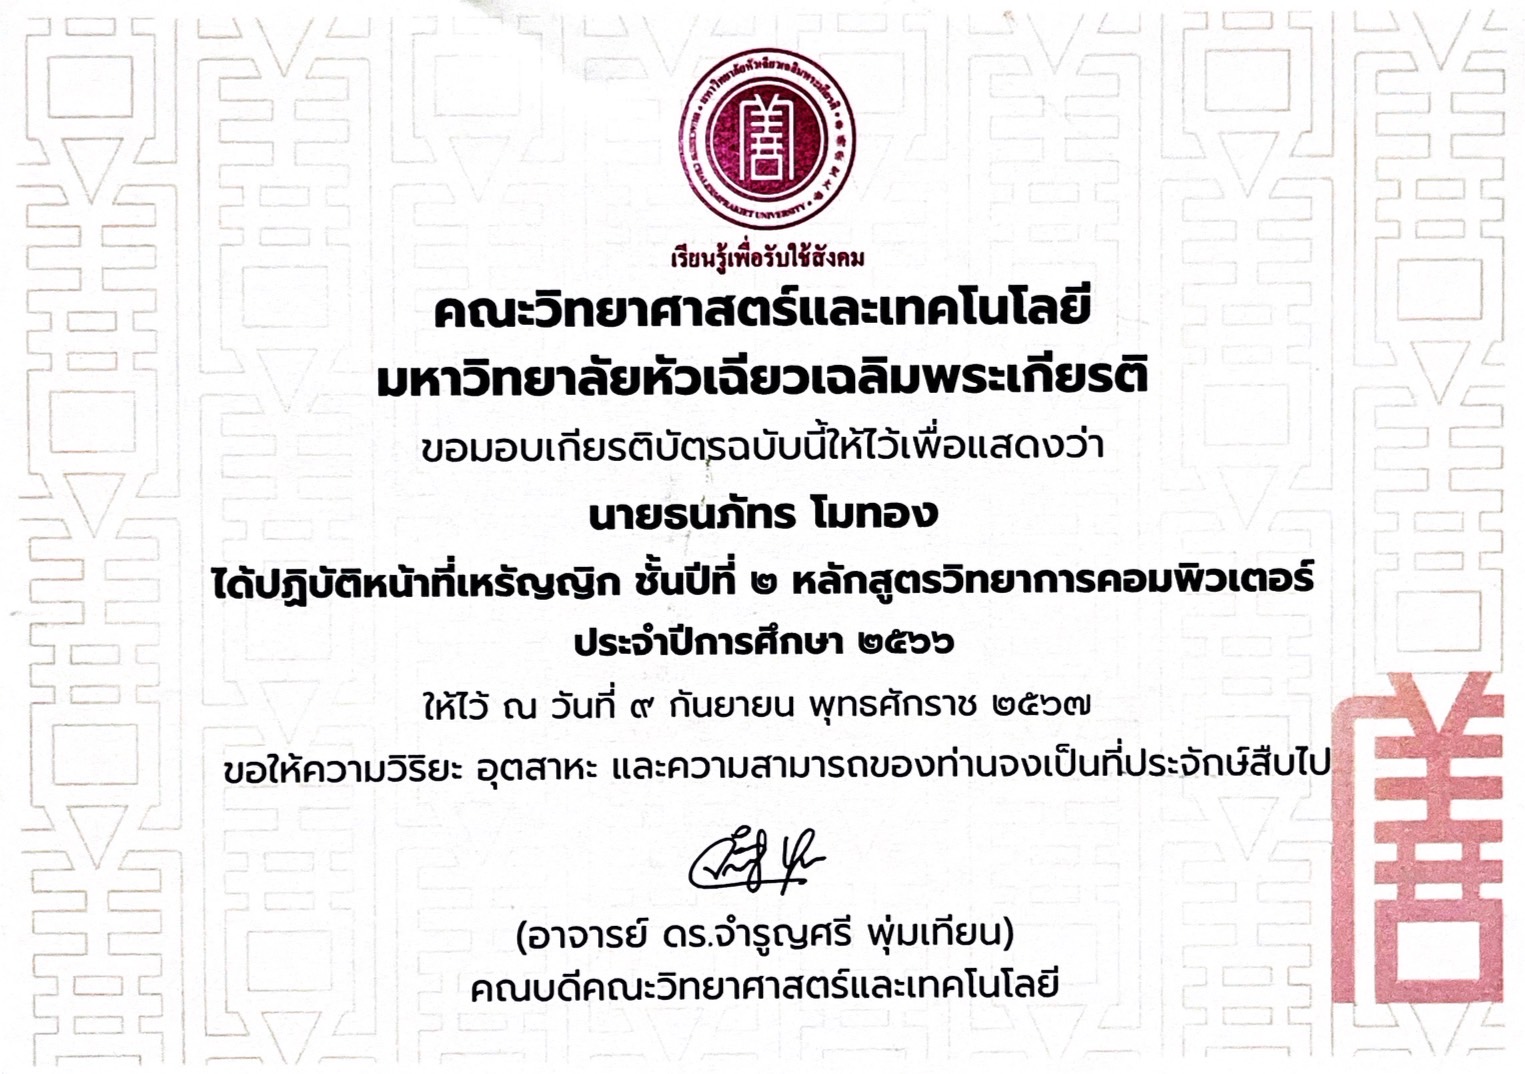 มหาวิทยาลัยหัวเฉียวเฉลิมพระเกียรติ
CHALERMPRAKIET UNIVERSITY
เรียนรู้เพื่อรับใช้สังคม
คณะวิทยาศาสตร์และเทคโนโลยี
มหาวิทยาลัยหัวเฉียวเฉลิมพระเกียรติ
ขอมอบเกียรติบัตรฉบับนี้ให้ไว้เพื่อแสดงว่า
นายธนภัทร โมทอง
ได้ปฏิบัติหน้าที่เหรัญญิก ชั้นปีที่ ๒ หลักสูตรวิทยาการคอมพิวเตอร์
ประจำปีการศึกษา ๒๕๖๖
ให้ไว้ ณ วันที่ ๙ กันยายน พุทธศักราช ๒๕๖๗
ขอให้ความวิริยะ อุตสาหะ และความสามารถของท่านจงเป็นที่ประจักษ์สืบไป
(อาจารย์ ดร.จำรูญศรี พุ่มเทียน)
คณบดีคณะวิทยาศาสตร์และเทคโนโลยี